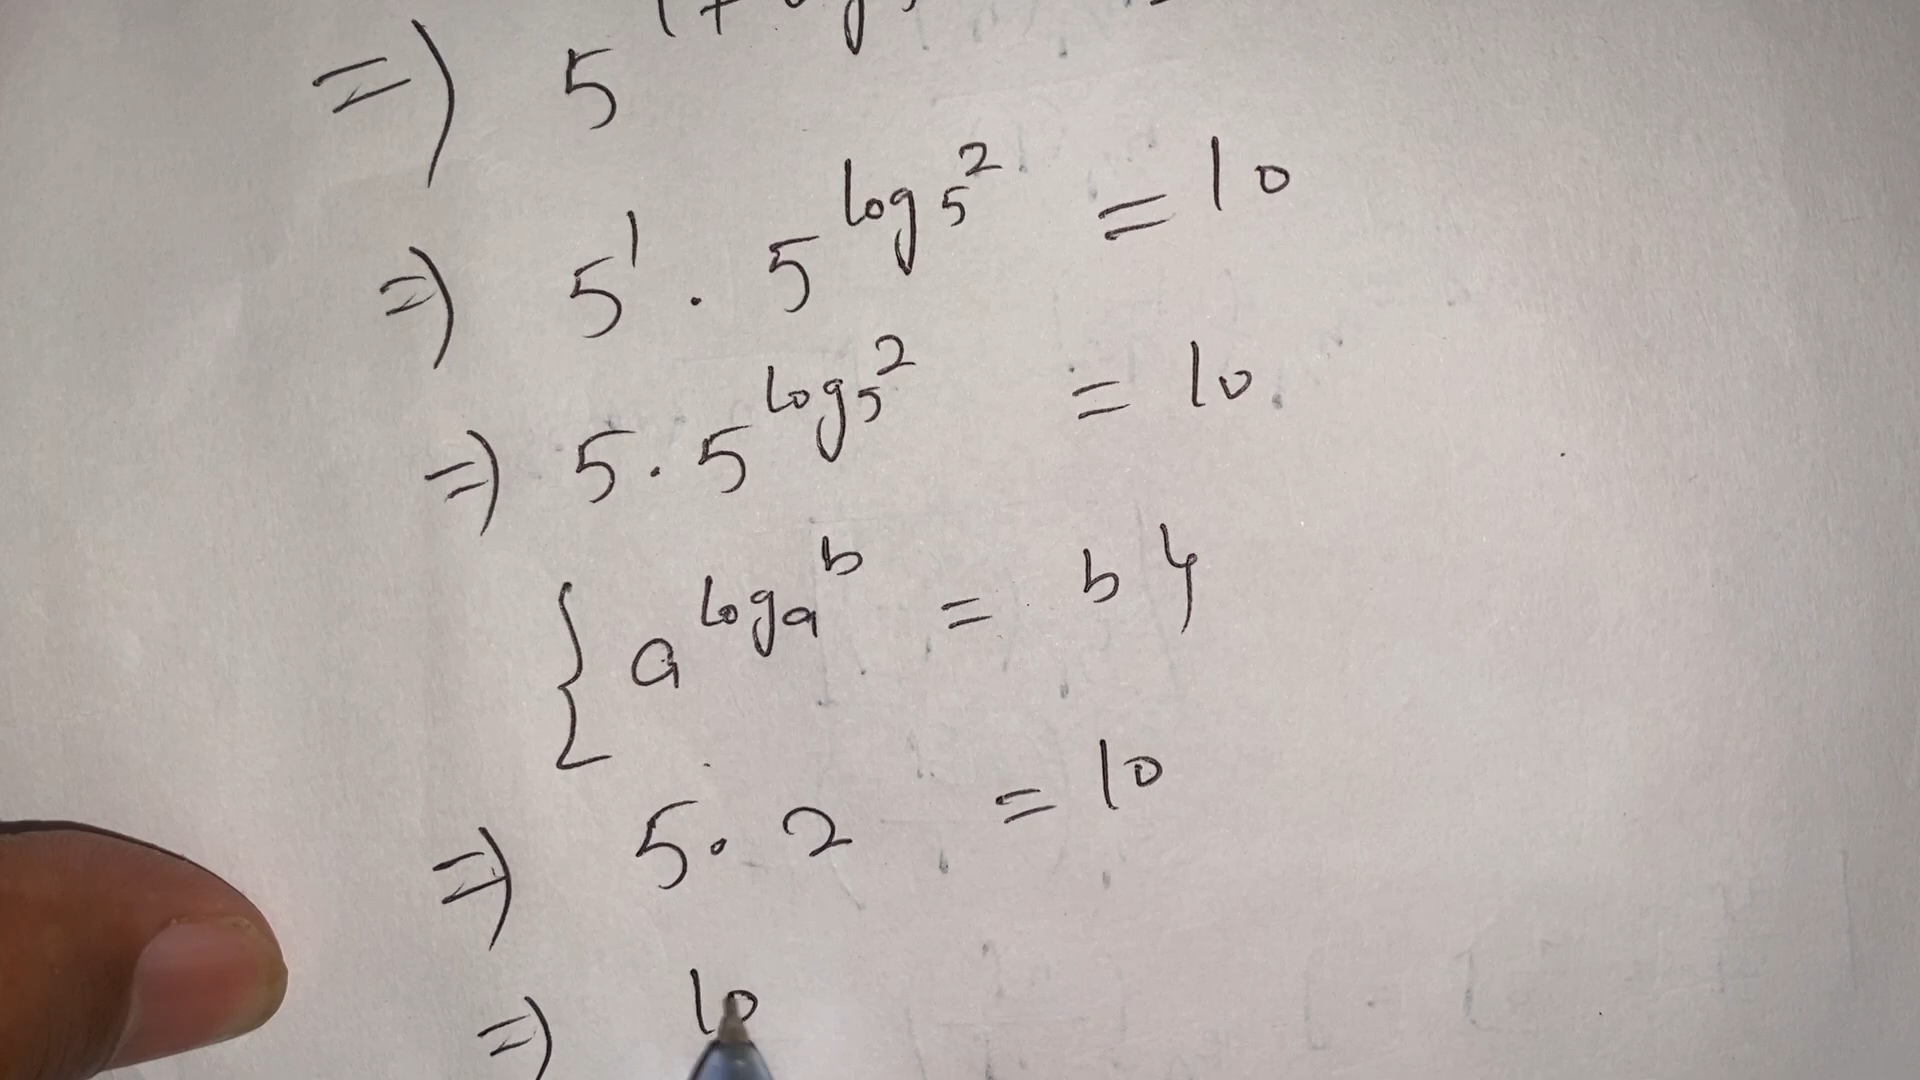 => 5
=> 5¹ · 5^log₅2 = 10
=> 5 · 5^log₅2 = 10
{a^logₐb = b}
=> 5 · 2 = 10
=> 10